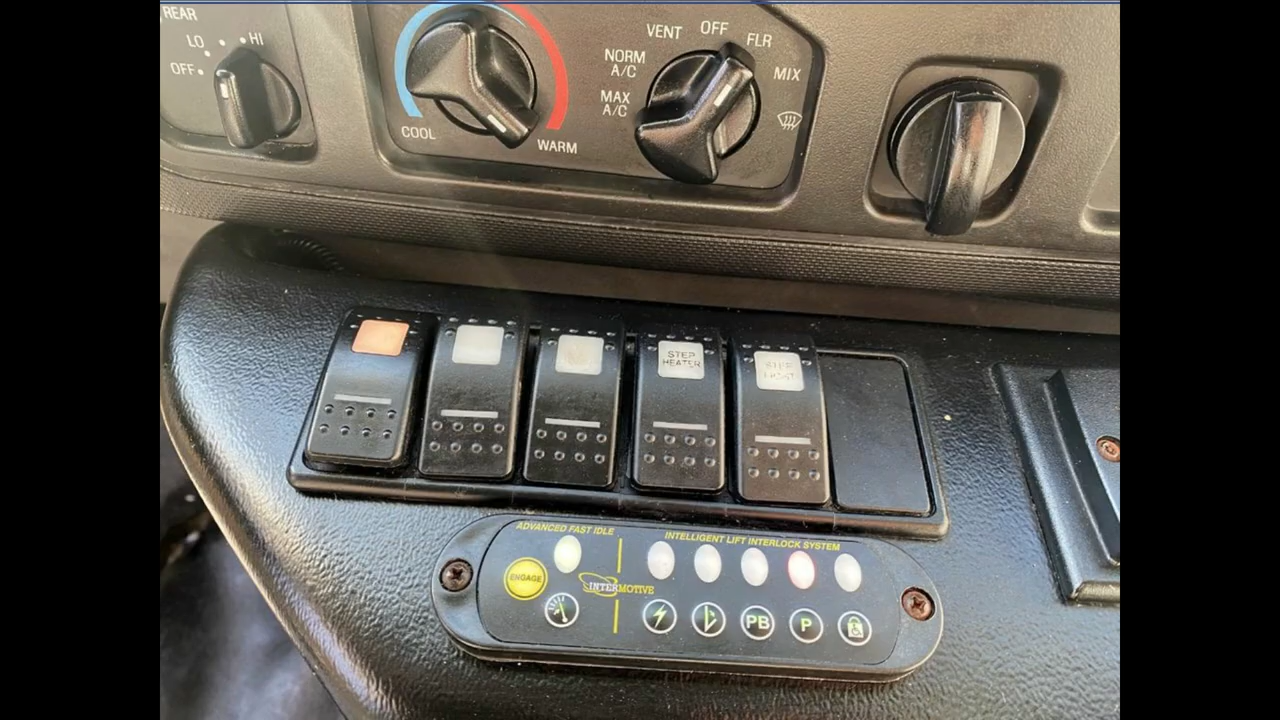 REAR
LO
HI
OFF
COOL
WARM
MAX
A/C
NORM
A/C
VENT
OFF
FLR
MIX
STEP
HEATER
ADVANCED FAST IDLE
INTELLIGENT LIFT INTERLOCK SYSTEM
ENGAGE
INTERMOTIVE
PB
P